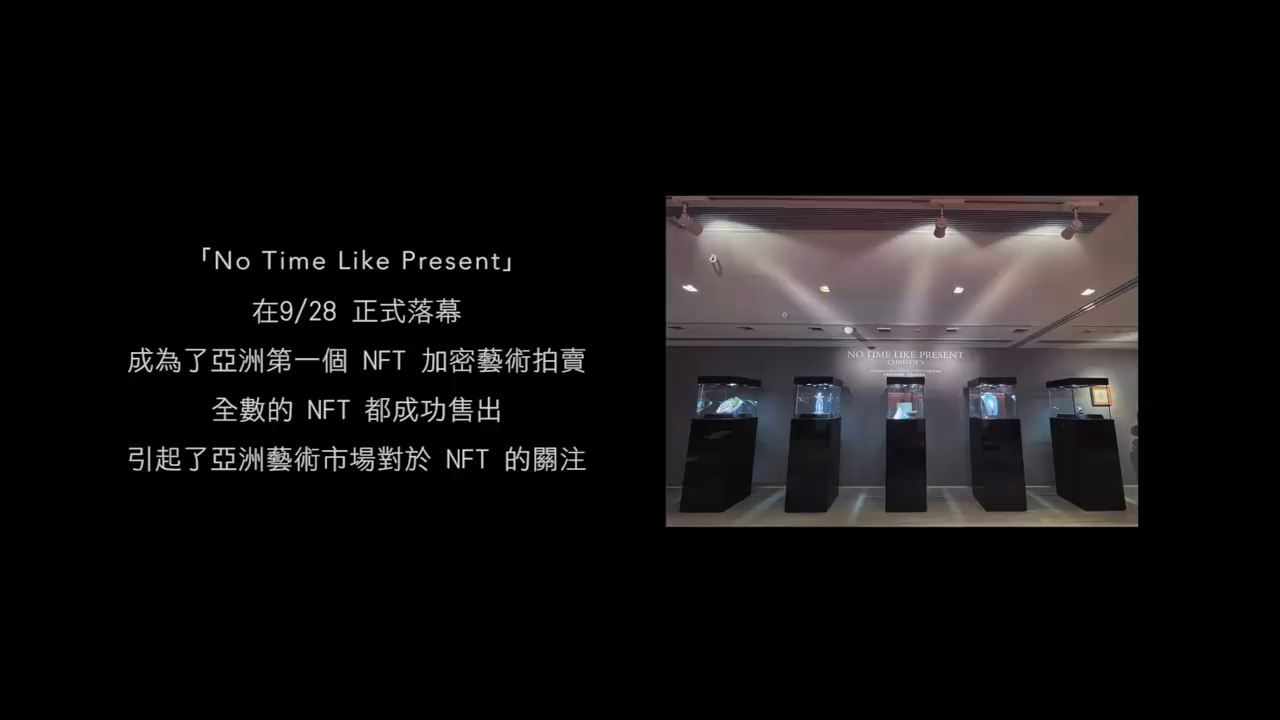 「No Time Like Present」
在9/28 正式落幕
成為了亞洲第一個 NFT 加密藝術拍賣
全數的 NFT 都成功售出
引起了亞洲藝術市場對於 NFT 的關注
NO TIME LIKE PRESENT
CHRISTIE'S